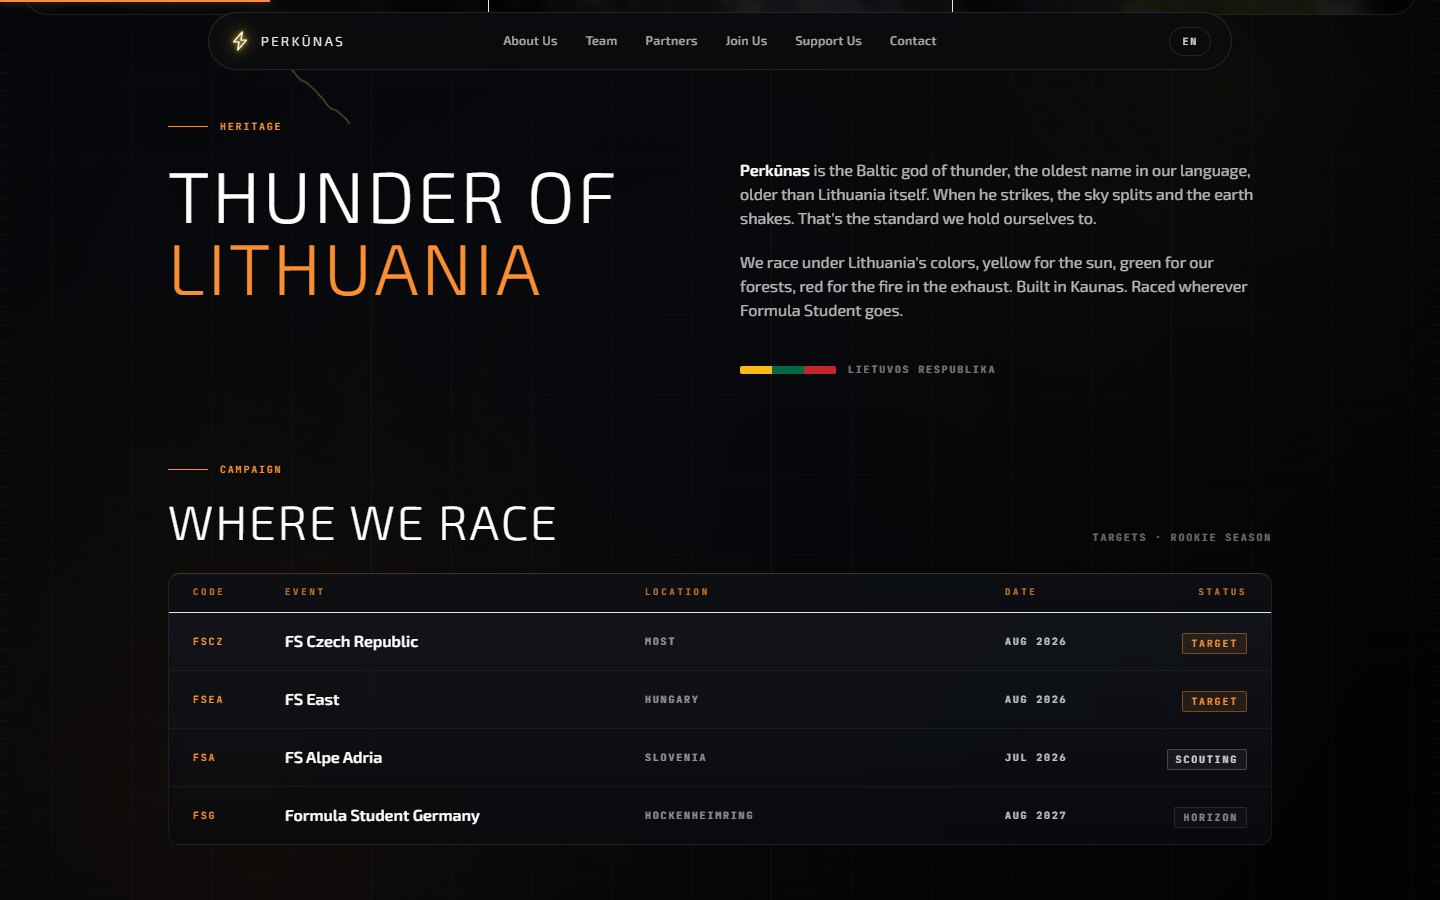 PERKŪNAS About Us Team Partners Join Us Support Us Contact EN
HERITAGE
THUNDER OF
LITHUANIA
Perkūnas is the Baltic god of thunder, the oldest name in our language,
older than Lithuania itself. When he strikes, the sky splits and the earth
shakes. That's the standard we hold ourselves to.
We race under Lithuania's colors, yellow for the sun, green for our
forests, red for the fire in the exhaust. Built in Kaunas. Raced wherever
Formula Student goes.
LIETUVOS RESPUBLIKA
CAMPAIGN
WHERE WE RACE
TARGETS · ROOKIE SEASON
CODE EVENT LOCATION DATE STATUS
FSCZ FS Czech Republic MOST AUG 2026 TARGET
FSEA FS East HUNGARY AUG 2026 TARGET
FSA FS Alpe Adria SLOVENIA JUL 2026 SCOUTING
FSG Formula Student Germany HOCKENHEIMRING AUG 2027 HORIZON